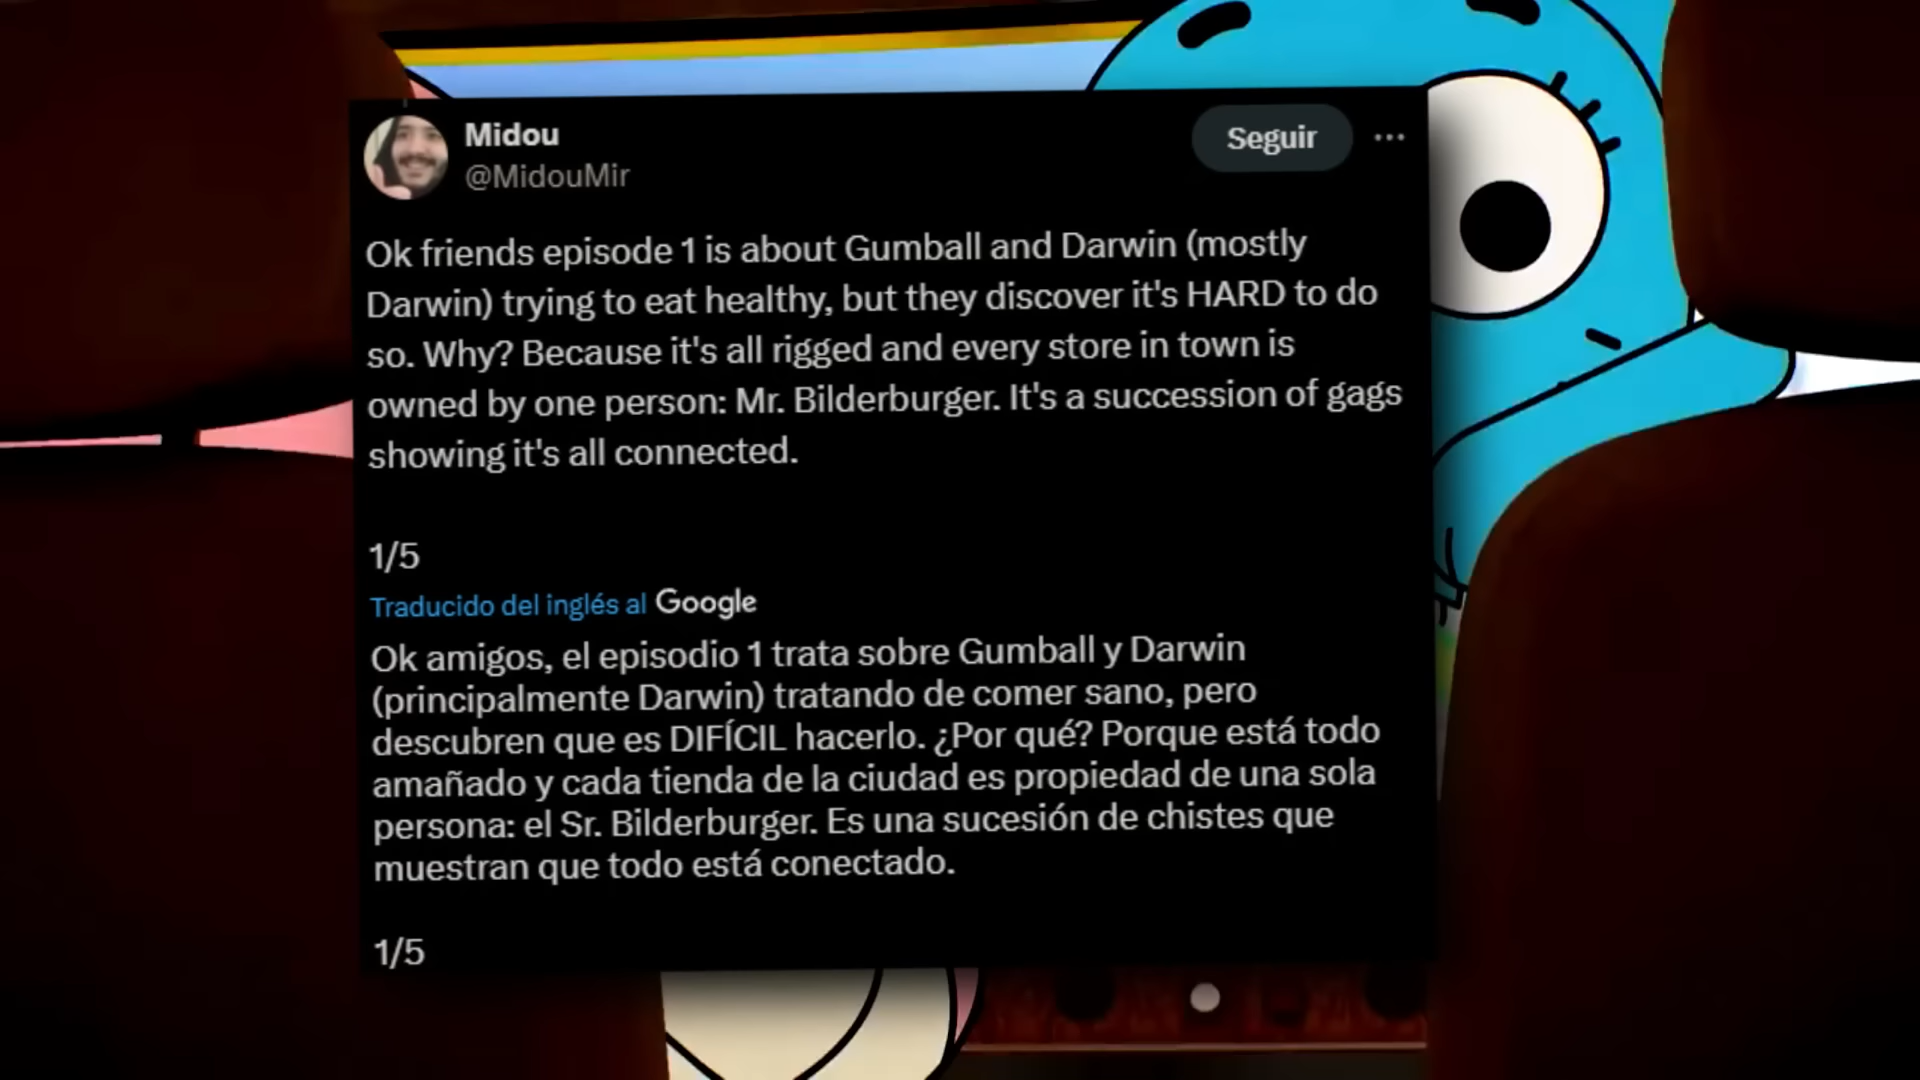 Midou
@MidouMir
Seguir
Ok friends episode 1 is about Gumball and Darwin (mostly
Darwin) trying to eat healthy, but they discover it's HARD to do
so. Why? Because it's all rigged and every store in town is
owned by one person: Mr. Bilderburger. It's a succession of gags
showing it's all connected.
1/5
Traducido del inglés al Google
Ok amigos, el episodio 1 trata sobre Gumball y Darwin
(principalmente Darwin) tratando de comer sano, pero
descubren que es DIFÍCIL hacerlo. ¿Por qué? Porque está todo
amañado y cada tienda de la ciudad es propiedad de una sola
persona: el Sr. Bilderburger. Es una sucesión de chistes que
muestran que todo está conectado.
1/5